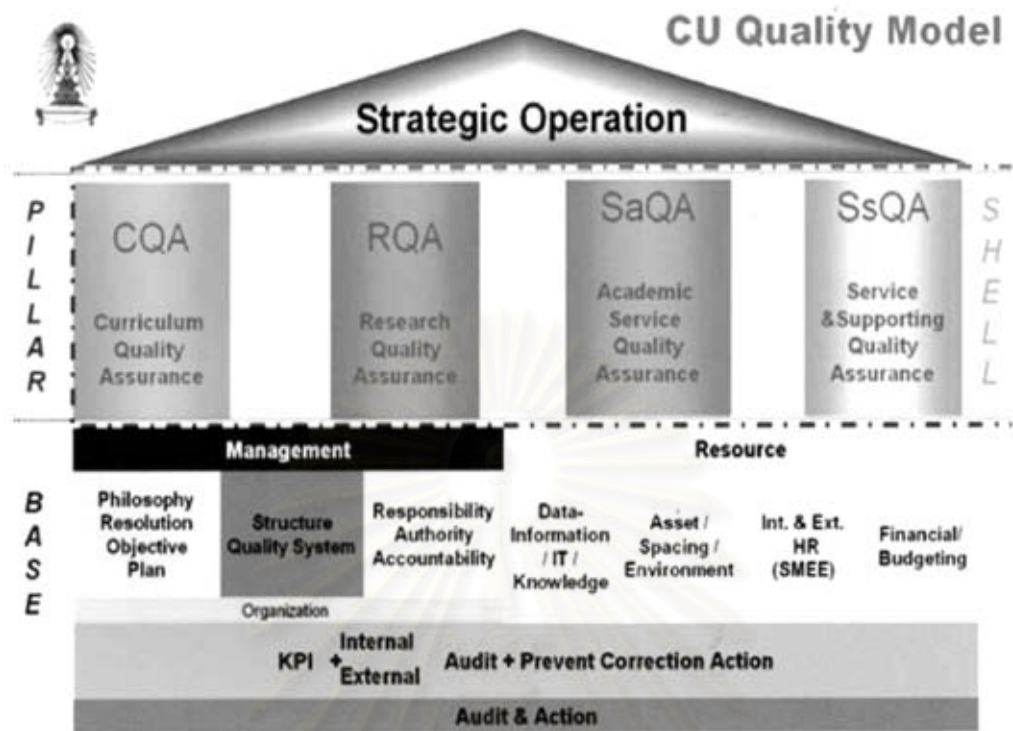 CU Quality Model
Strategic Operation
PILLAR
CQA
Curriculum
Quality
Assurance
RQA
Research
Quality
Assurance
SaQA
Academic
Service
Quality
Assurance
SsQA
Service
&Supporting
Quality
Assurance
SHELL
Management
Resource
BASE
Philosophy
Resolution
Objective
Plan
Structure
Quality System
Responsibility
Authority
Accountability
Data-
Information
/ IT /
Knowledge
Asset /
Spacing /
Environment
Int. & Ext.
HR
(SMEE)
Financial/
Budgeting
Organization
KPI + Internal
External
Audit + Prevent Correction Action
Audit & Action